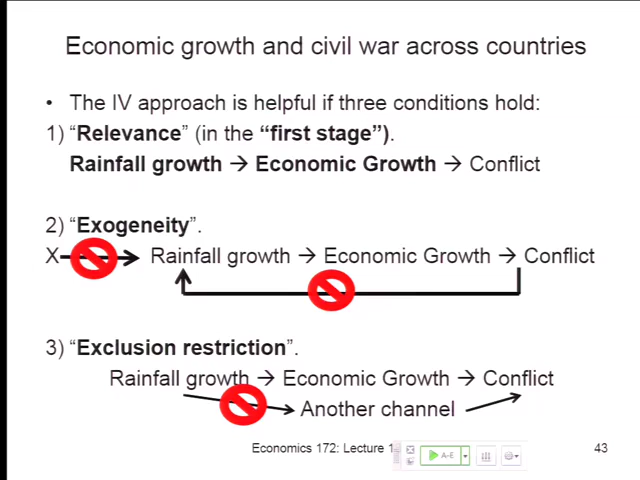 Economic growth and civil war across countries
• The IV approach is helpful if three conditions hold:
1) “Relevance” (in the “first stage”).
Rainfall growth → Economic Growth → Conflict
2) “Exogeneity”.
X → Rainfall growth → Economic Growth → Conflict
3) “Exclusion restriction”.
Rainfall growth → Economic Growth → Conflict
Another channel
Economics 172: Lecture 1
A-E
43